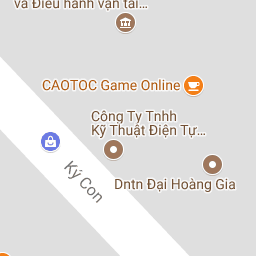 và Điều hành vận tải...
CAOTOC Game Online
Công Ty Tnhh
Kỹ Thuật Điện Tự...
Dntn Đại Hoàng Gia
Ký Con